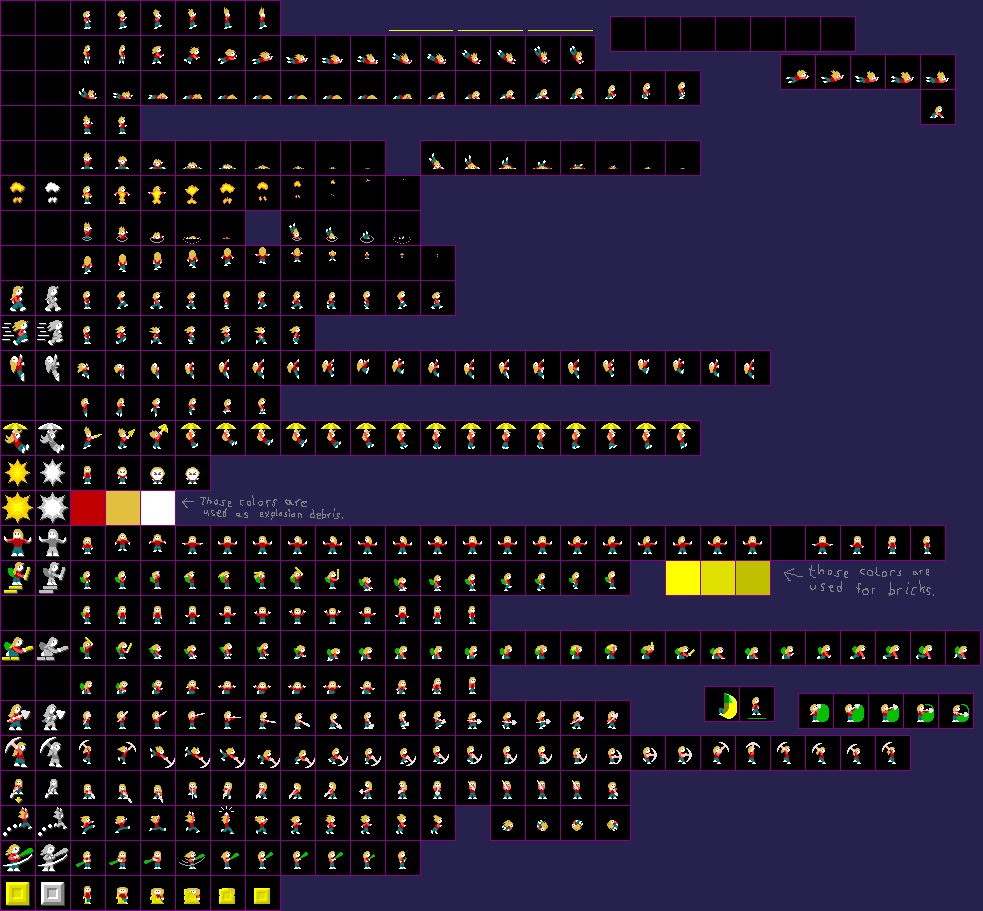 ← Those colors are
used as explosion debris.
← those colors are
used for bricks.